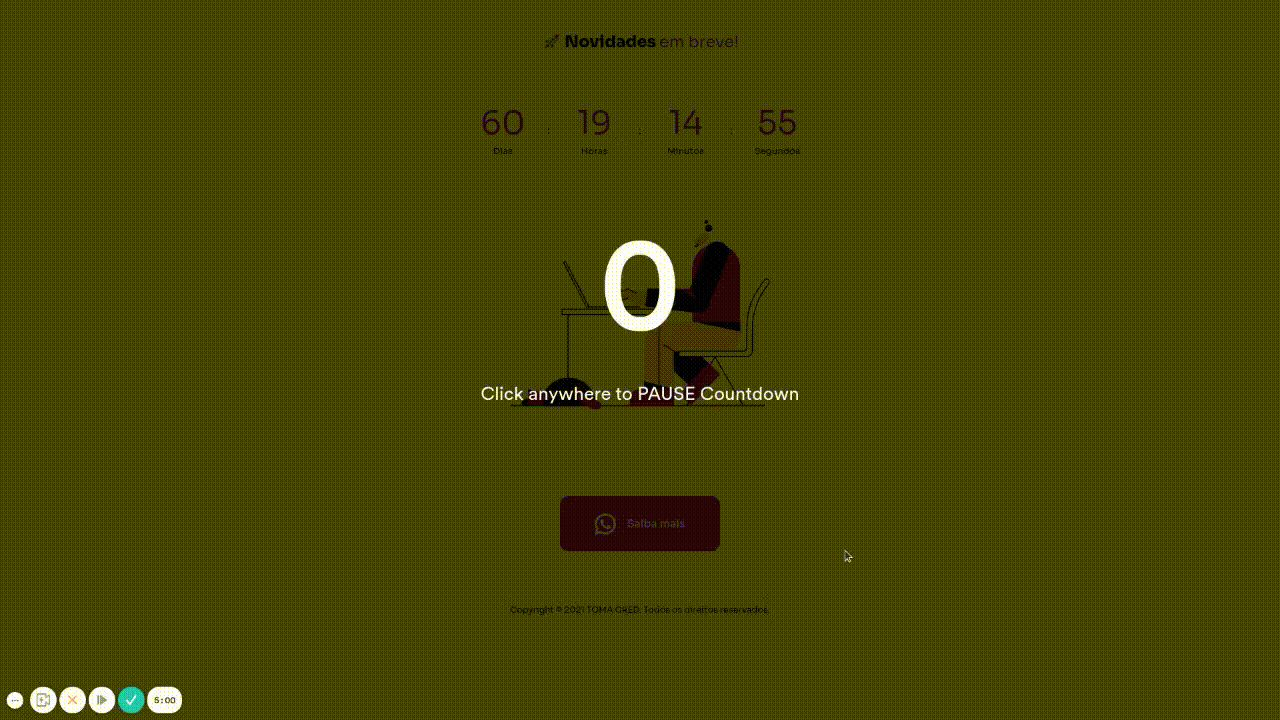 🚀 Novidades em breve!
60 : 19 : 14 : 55
Dias Horas Minutos Segundos
0
Click anywhere to PAUSE Countdown
Saiba mais
Copyright © 2021 TOMA CRED. Todos os direitos reservados.
5:00